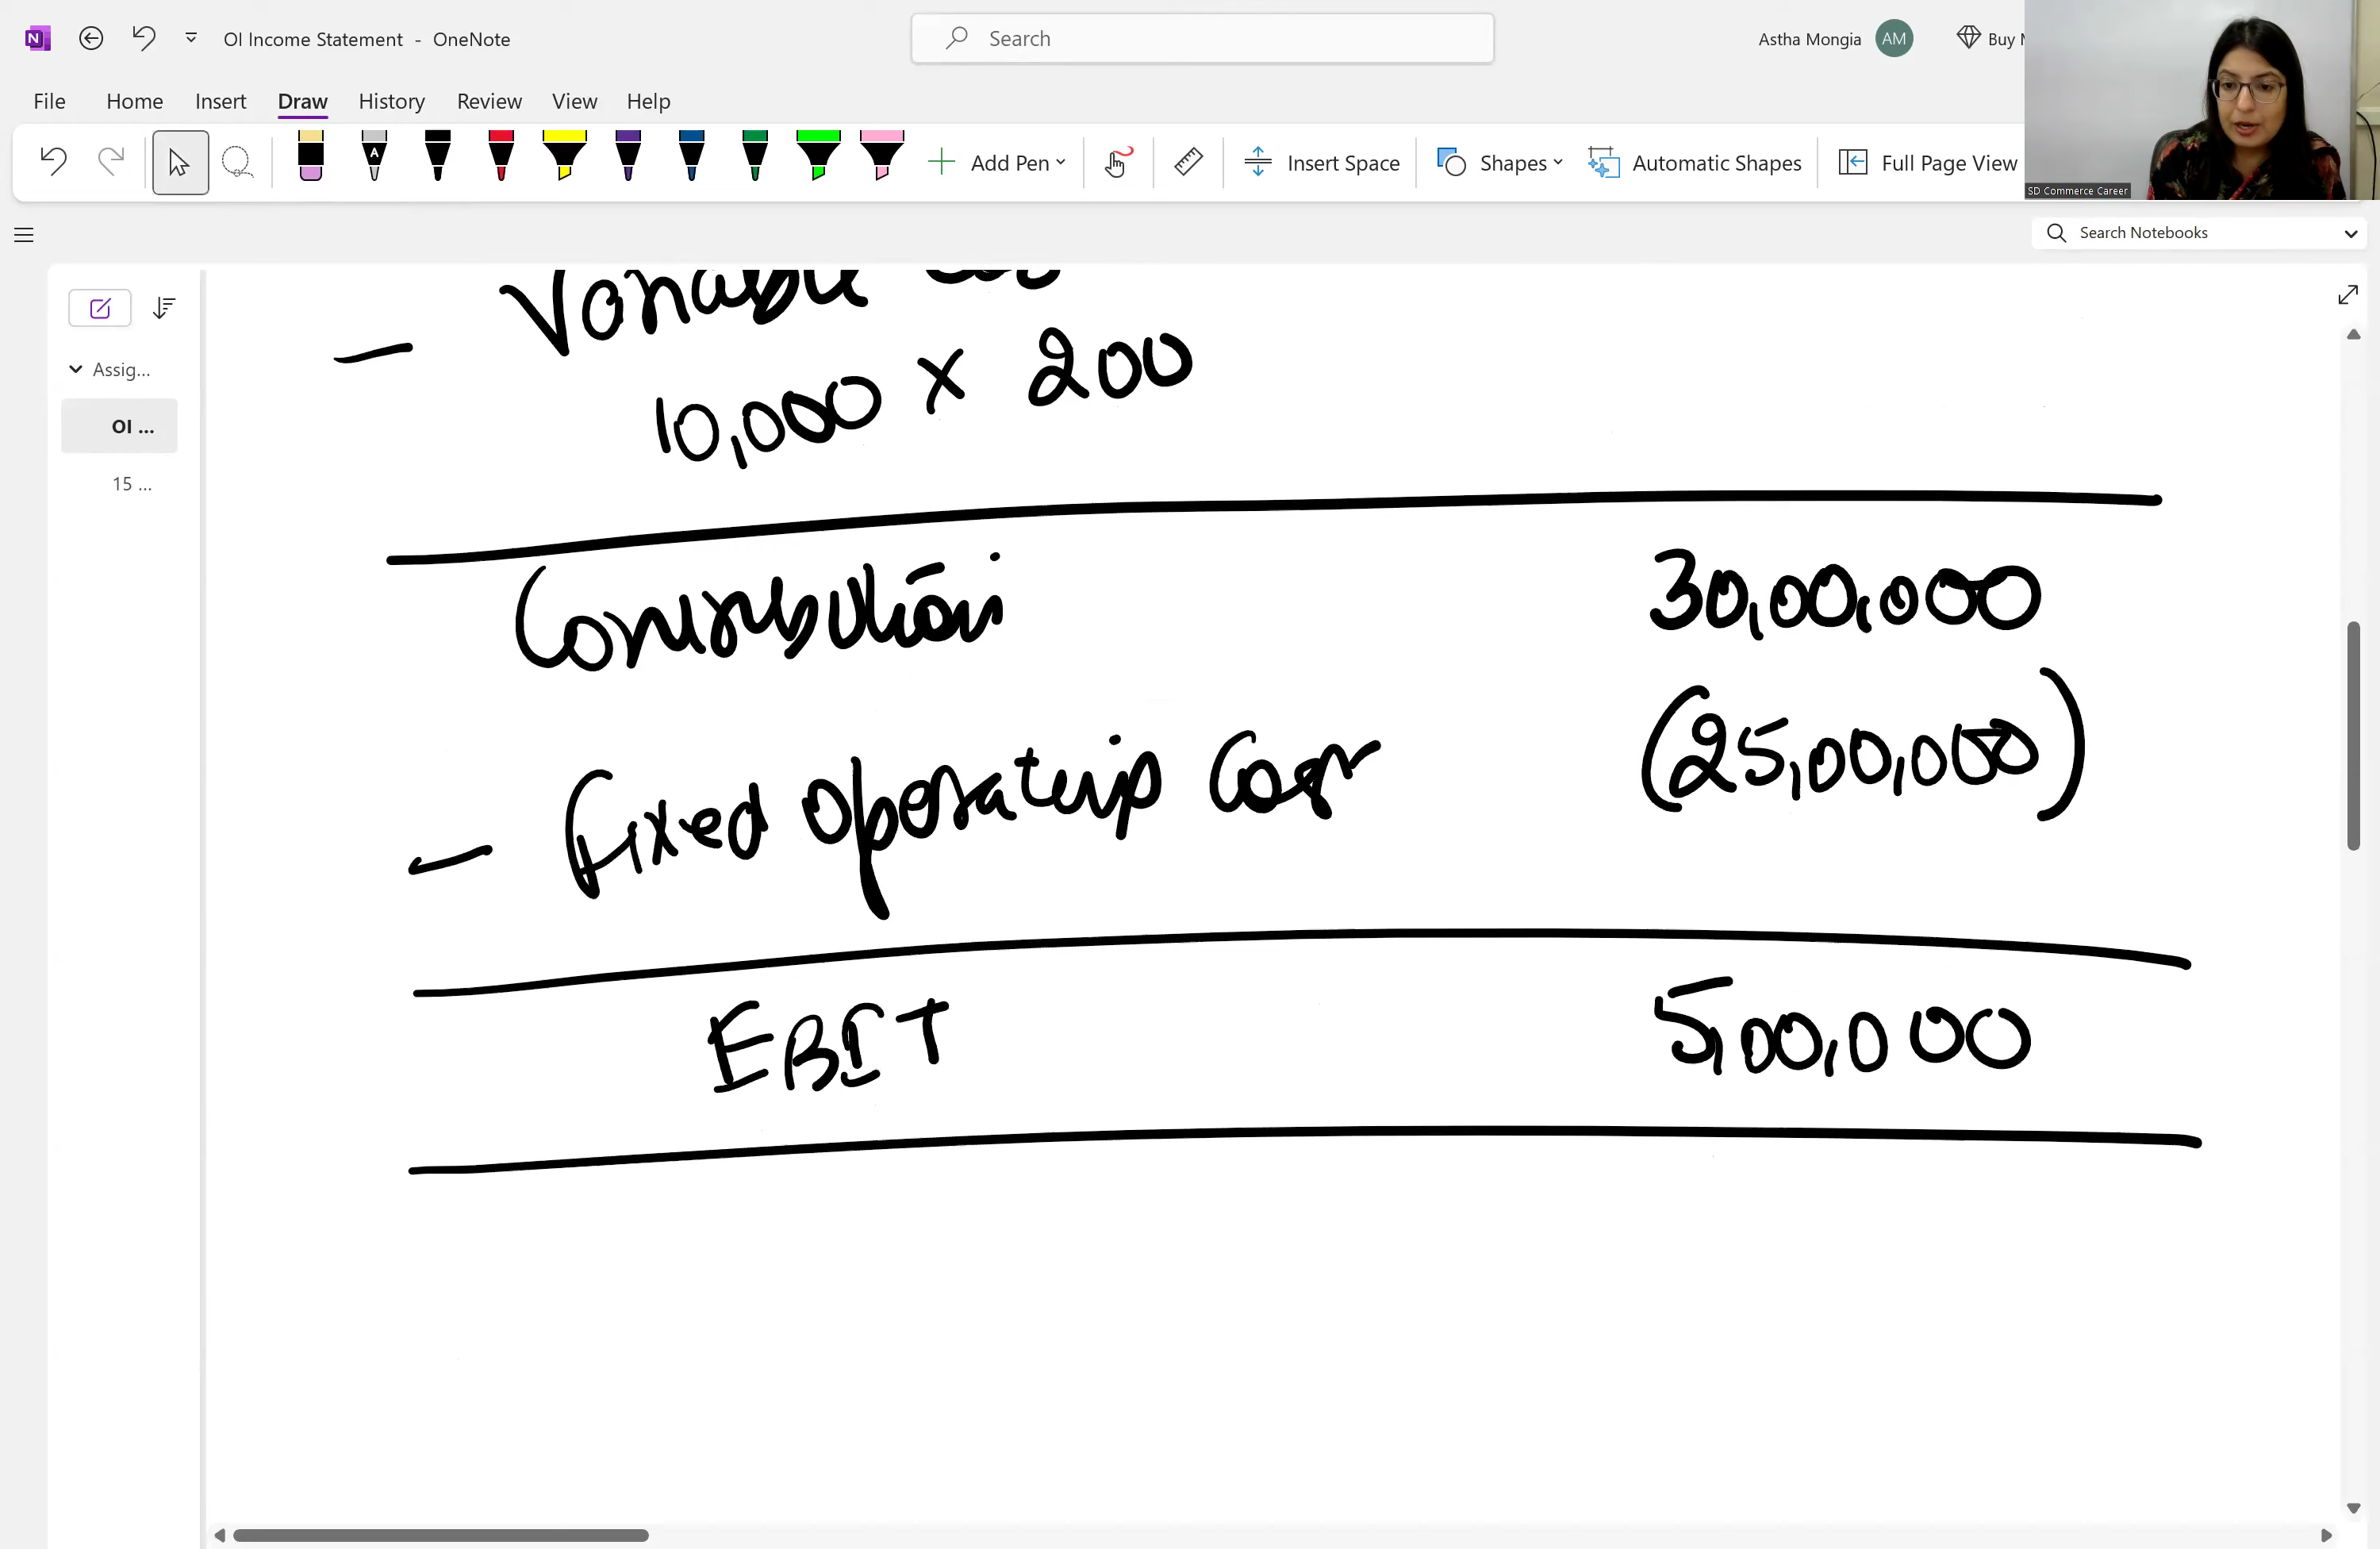 OI Income Statement - OneNote
Search
Astha Mongia AM Buy
File Home Insert Draw History Review View Help
A Add Pen Insert Space Shapes Automatic Shapes Full Page View
SD Commerce Career
Search Notebooks
Assig...
OI ...
15 ...
- Variable
10,000 x 200
Contribution 30,00,000
- Fixed operating Cost (25,00,000)
EBIT 5,00,000